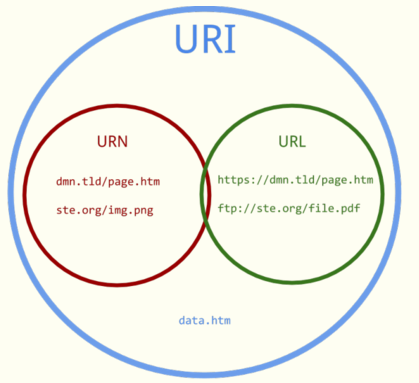 URI
URN
dmn.tld/page.htm
ste.org/img.png
URL
https://dmn.tld/page.htm
ftp://ste.org/file.pdf
data.htm